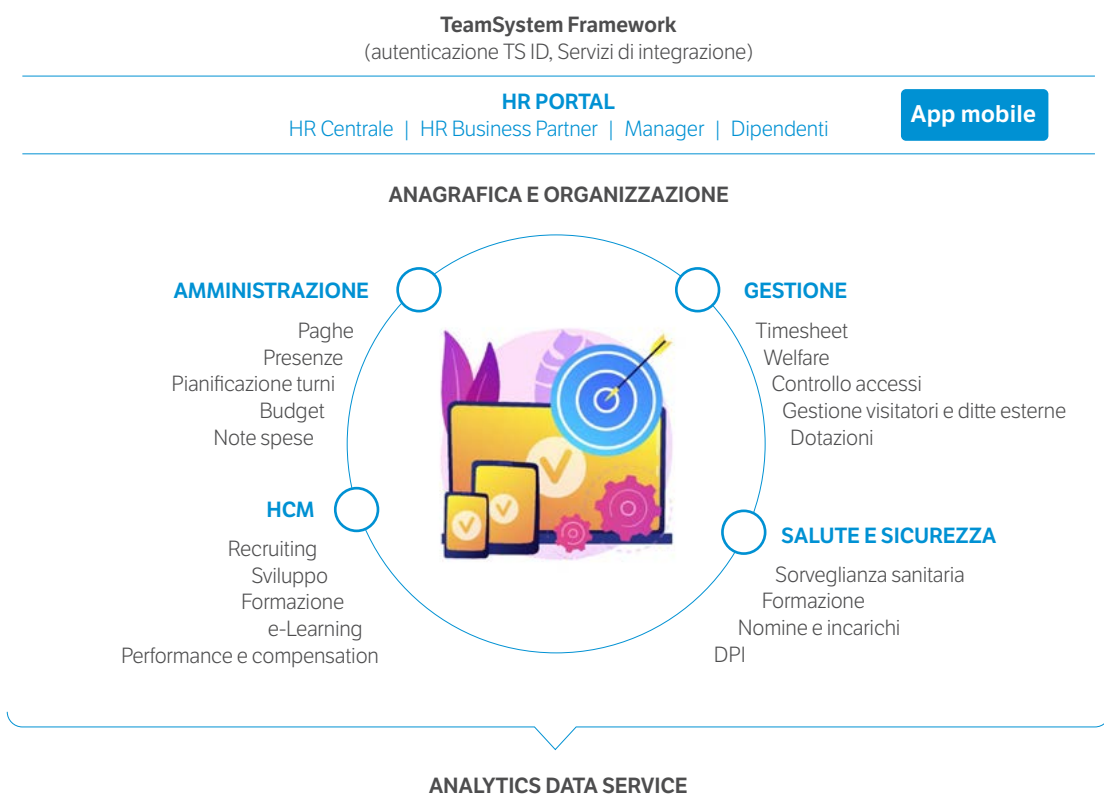 TeamSystem Framework
(autenticazione TS ID, Servizi di integrazione)
HR PORTAL
HR Centrale | HR Business Partner | Manager | Dipendenti
App mobile
ANAGRAFICA E ORGANIZZAZIONE
AMMINISTRAZIONE
Paghe
Presenze
Pianificazione turni
Budget
Note spese
GESTIONE
Timesheet
Welfare
Controllo accessi
Gestione visitatori e ditte esterne
Dotazioni
HCM
Recruiting
Sviluppo
Formazione
e-Learning
Performance e compensation
SALUTE E SICUREZZA
Sorveglianza sanitaria
Formazione
Nomine e incarichi
DPI
ANALYTICS DATA SERVICE